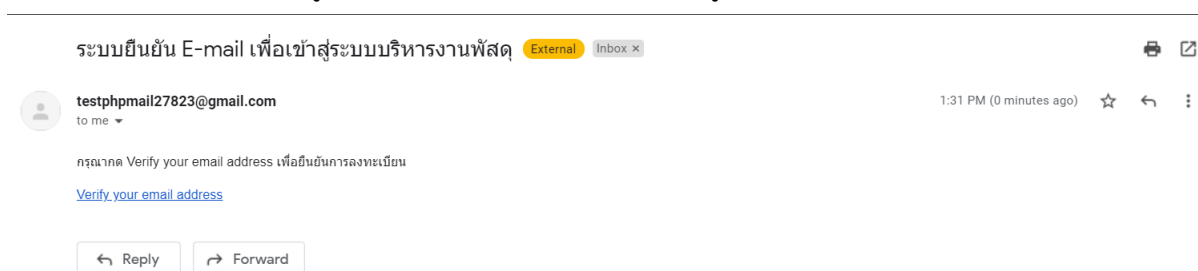 ระบบยืนยัน E-mail เพื่อเข้าสู่ระบบบริหารงานพัสดุ External Inbox ×
testphpmail27823@gmail.com 1:31 PM (0 minutes ago)
to me
กรุณากด Verify your email address เพื่อยืนยันการลงทะเบียน
Verify your email address
Reply Forward